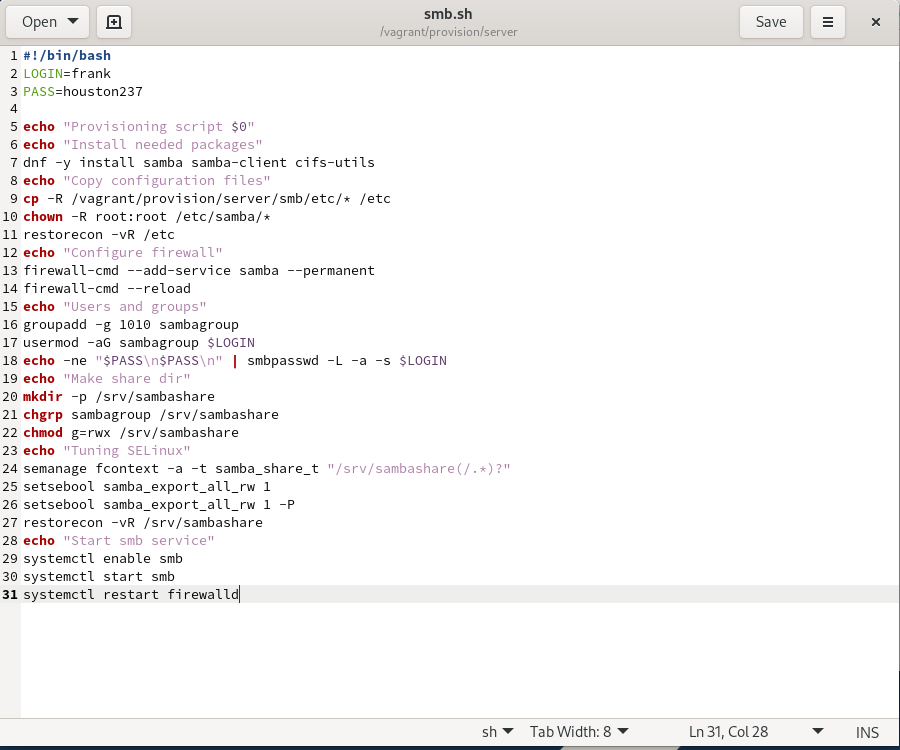 Open
smb.sh
/vagrant/provision/server
Save
1 #!/bin/bash
2 LOGIN=frank
3 PASS=houston237
4
5 echo "Provisioning script $0"
6 echo "Install needed packages"
7 dnf -y install samba samba-client cifs-utils
8 echo "Copy configuration files"
9 cp -R /vagrant/provision/server/smb/etc/* /etc
10 chown -R root:root /etc/samba/*
11 restorecon -vR /etc
12 echo "Configure firewall"
13 firewall-cmd --add-service samba --permanent
14 firewall-cmd --reload
15 echo "Users and groups"
16 groupadd -g 1010 sambagroup
17 usermod -aG sambagroup $LOGIN
18 echo -ne "$PASS\n$PASS\n" | smbpasswd -L -a -s $LOGIN
19 echo "Make share dir"
20 mkdir -p /srv/sambashare
21 chgrp sambagroup /srv/sambashare
22 chmod g=rwx /srv/sambashare
23 echo "Tuning SELinux"
24 semanage fcontext -a -t samba_share_t "/srv/sambashare(/.*)?"
25 setsebool samba_export_all_rw 1
26 setsebool samba_export_all_rw 1 -P
27 restorecon -vR /srv/sambashare
28 echo "Start smb service"
29 systemctl enable smb
30 systemctl start smb
31 systemctl restart firewalld
sh Tab Width: 8 Ln 31, Col 28 INS